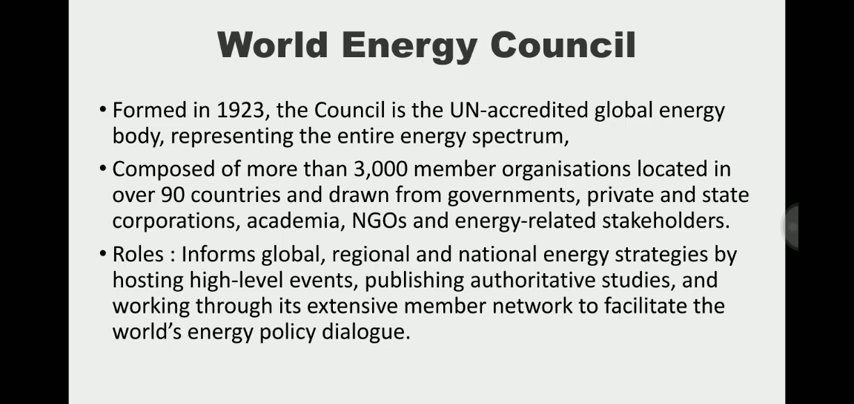 World Energy Council
• Formed in 1923, the Council is the UN-accredited global energy
body, representing the entire energy spectrum,
• Composed of more than 3,000 member organisations located in
over 90 countries and drawn from governments, private and state
corporations, academia, NGOs and energy-related stakeholders.
• Roles : Informs global, regional and national energy strategies by
hosting high-level events, publishing authoritative studies, and
working through its extensive member network to facilitate the
world’s energy policy dialogue.